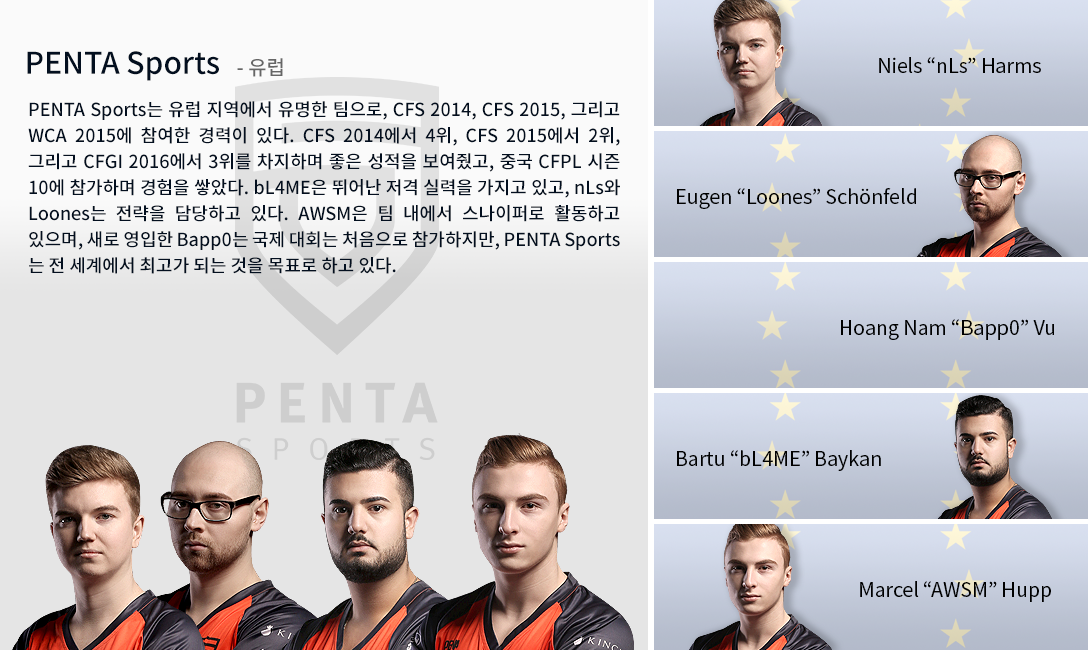 PENTA Sports - 유럽
PENTA Sports는 유럽 지역에서 유명한 팀으로, CFS 2014, CFS 2015, 그리고
WCA 2015에 참여한 경력이 있다. CFS 2014에서 4위, CFS 2015에서 2위,
그리고 CFGI 2016에서 3위를 차지하며 좋은 성적을 보여줬고, 중국 CFPL 시즌
10에 참가하며 경험을 쌓았다. bL4ME은 뛰어난 저격 실력을 가지고 있고, nLs와
Loones는 전략을 담당하고 있다. AWSM은 팀 내에서 스나이퍼로 활동하고
있으며, 새로 영입한 Bapp0는 국제 대회는 처음으로 참가하지만, PENTA Sports
는 전 세계에서 최고가 되는 것을 목표로 하고 있다.
PENTA
SPORTS
Niels “nLs” Harms
Eugen “Loones” Schönfeld
Hoang Nam “Bapp0” Vu
Bartu “bL4ME” Baykan
Marcel “AWSM” Hupp